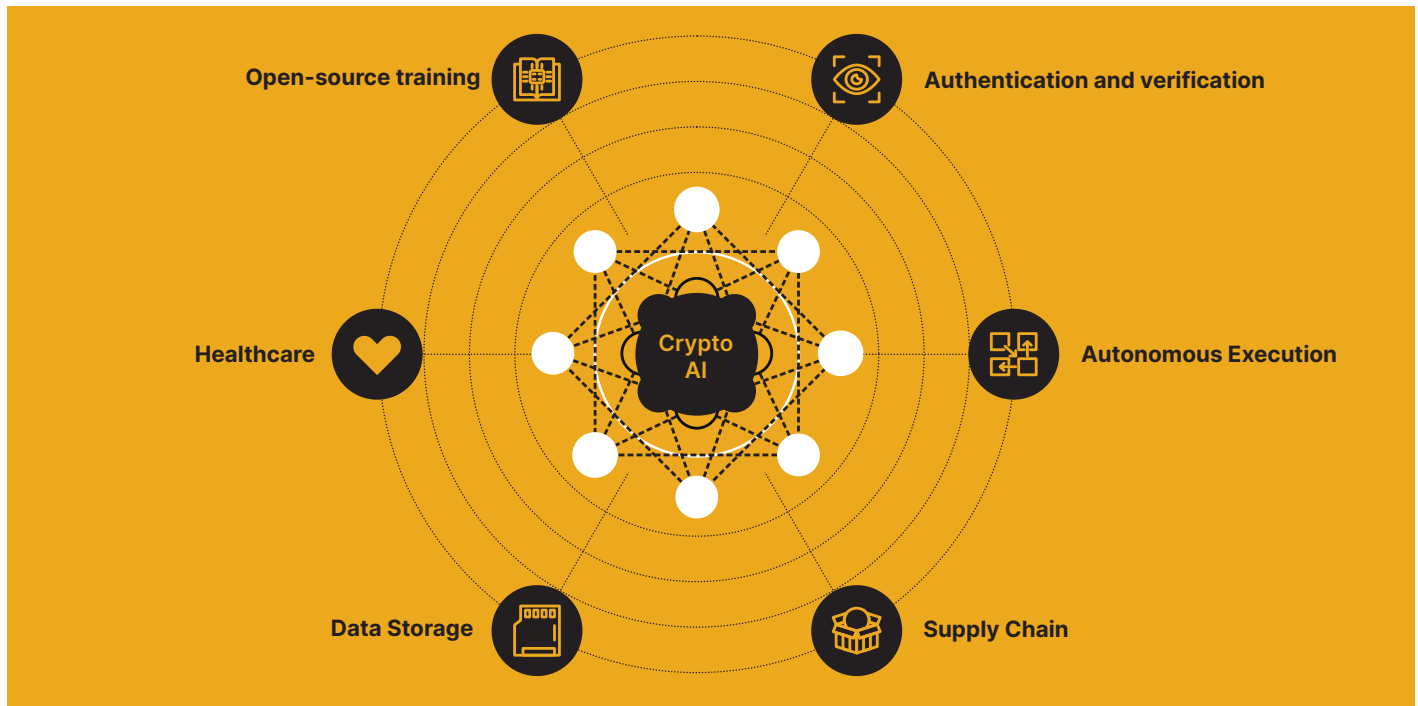 Open-source training
Authentication and verification
Healthcare
Crypto
AI
Autonomous Execution
Data Storage
Supply Chain